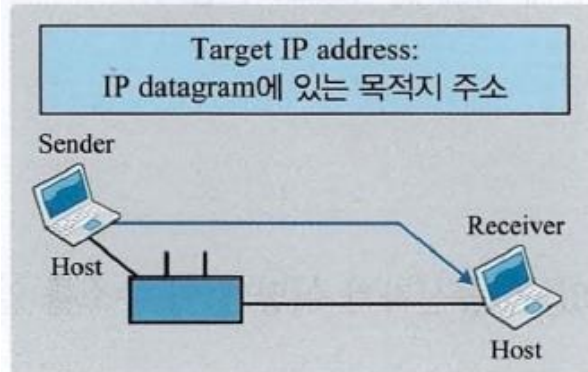 Target IP address:
IP datagram에 있는 목적지 주소
Sender
Receiver
Host
Host